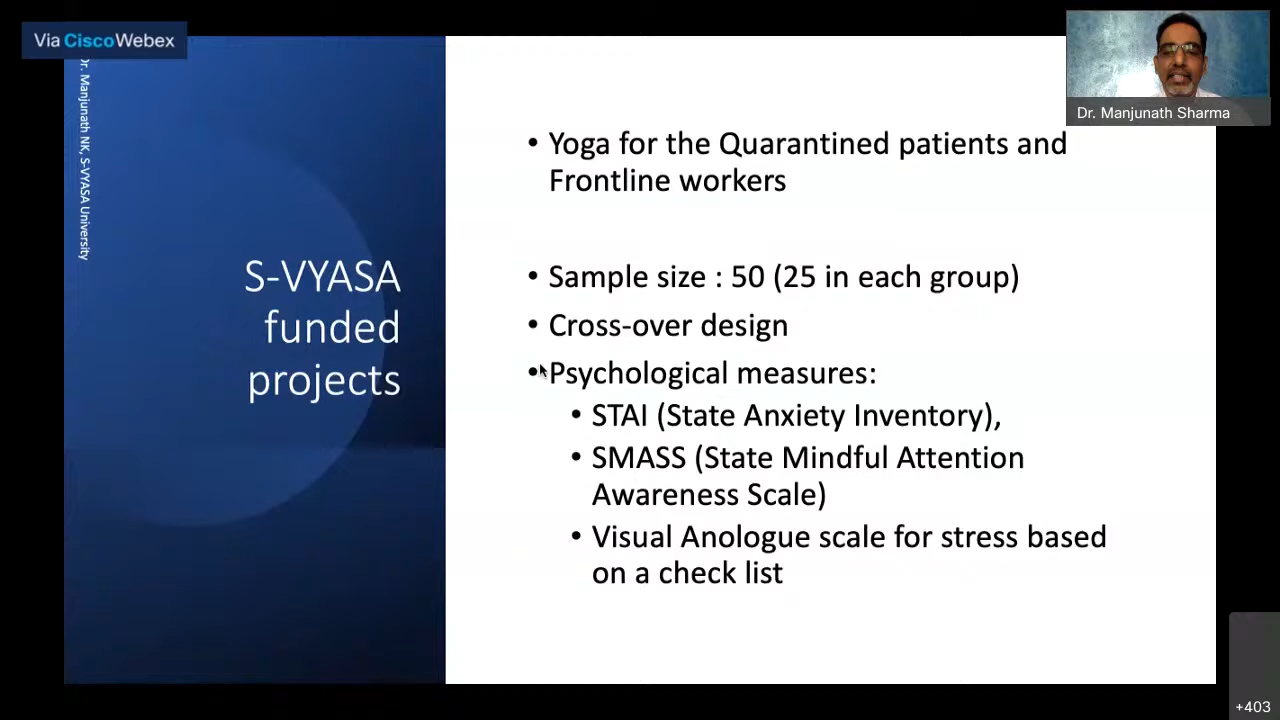 Via Cisco Webex
Dr. Manjunath Sharma
Dr. Manjunath NK, S-VYASA University
S-VYASA
funded
projects
• Yoga for the Quarantined patients and
Frontline workers
• Sample size : 50 (25 in each group)
• Cross-over design
• Psychological measures:
• STAI (State Anxiety Inventory),
• SMASS (State Mindful Attention
Awareness Scale)
• Visual Anologue scale for stress based
on a check list
+403